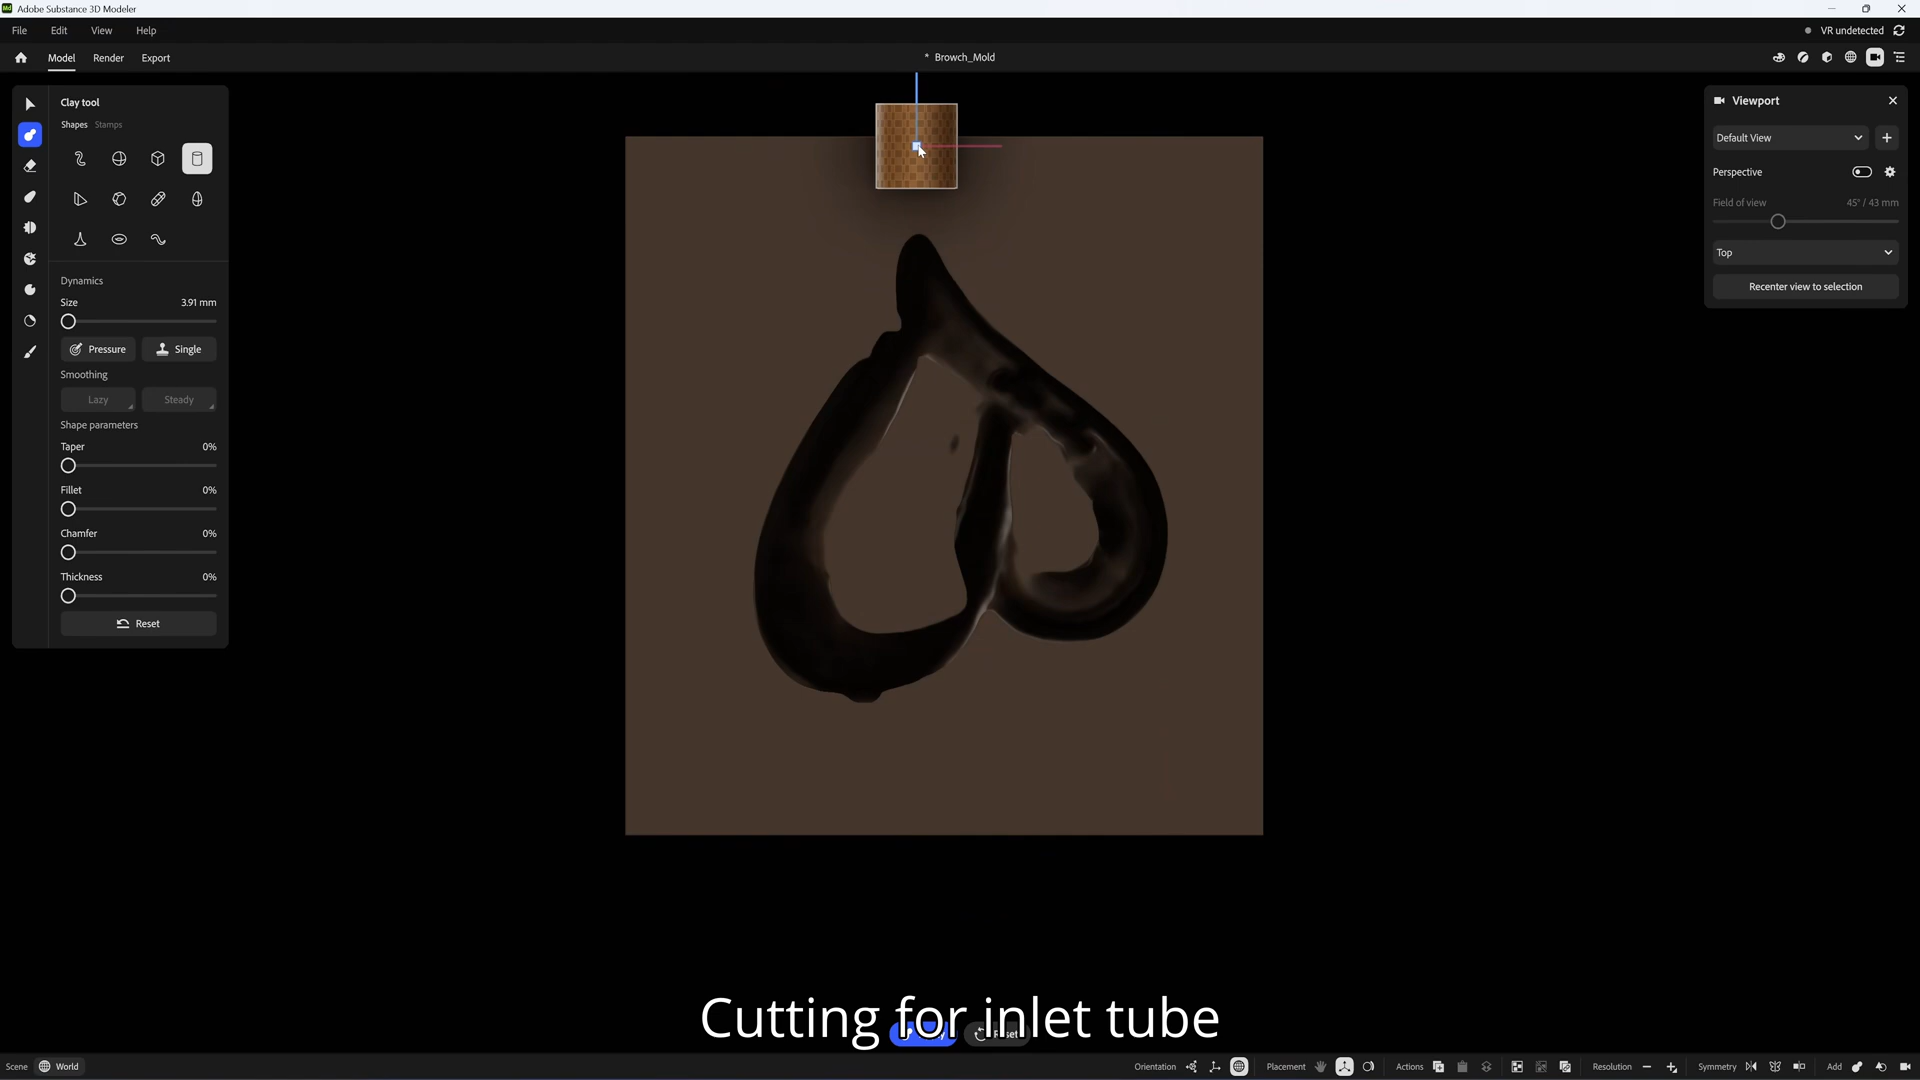 Adobe Substance 3D Modeler
File Edit View Help
VR undetected
Model Render Export
* Browch_Mold
Clay tool
Shapes Stamps
Dynamics
Size 3.91 mm
Pressure Single
Smoothing
Lazy Steady
Shape parameters
Taper 0%
Fillet 0%
Chamfer 0%
Thickness 0%
Reset
Viewport
Default View
Perspective
Field of view 45° / 43 mm
Top
Recenter view to selection
Cutting for inlet tube
Scene World Orientation Placement Actions Resolution Symmetry Add